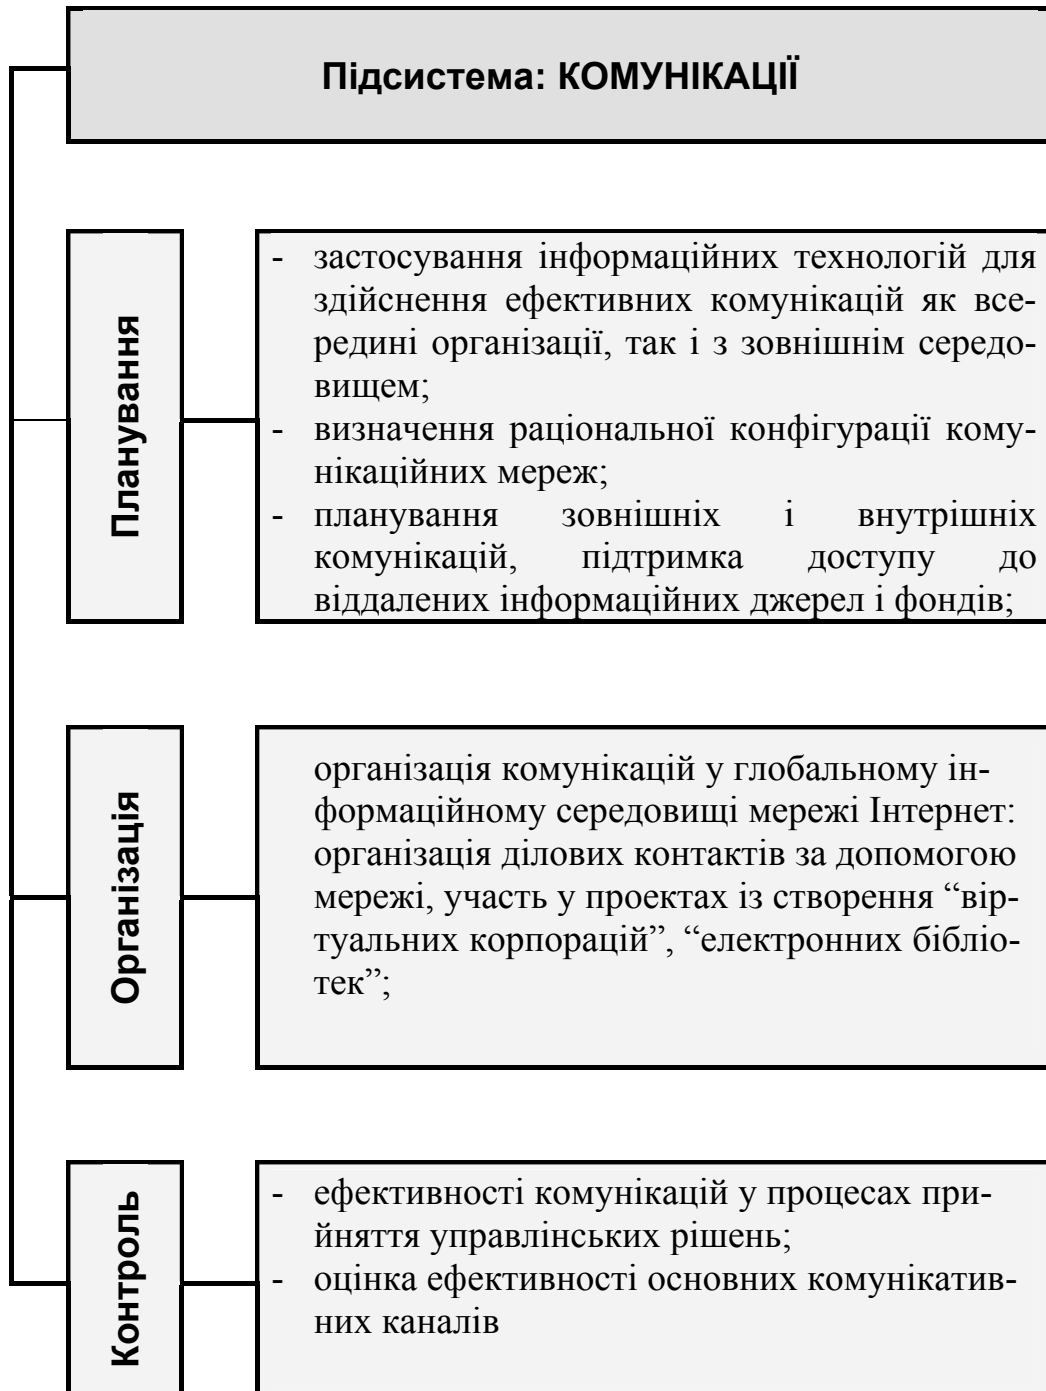 Підсистема: КОМУНІКАЦІЇ
Планування
- застосування інформаційних технологій для
здійснення ефективних комунікацій як все-
редині організації, так і з зовнішнім середо-
вищем;
- визначення раціональної конфігурації кому-
нікаційних мереж;
- планування зовнішніх і внутрішніх
комунікацій, підтримка доступу до
віддалених інформаційних джерел і фондів;
Організація
організація комунікацій у глобальному ін-
формаційному середовищі мережі Інтернет:
організація ділових контактів за допомогою
мережі, участь у проектах із створення “вір-
туальних корпорацій”, “електронних бібліо-
тек”;
Контроль
- ефективності комунікацій у процесах при-
йняття управлінських рішень;
- оцінка ефективності основних комунікатив-
них каналів